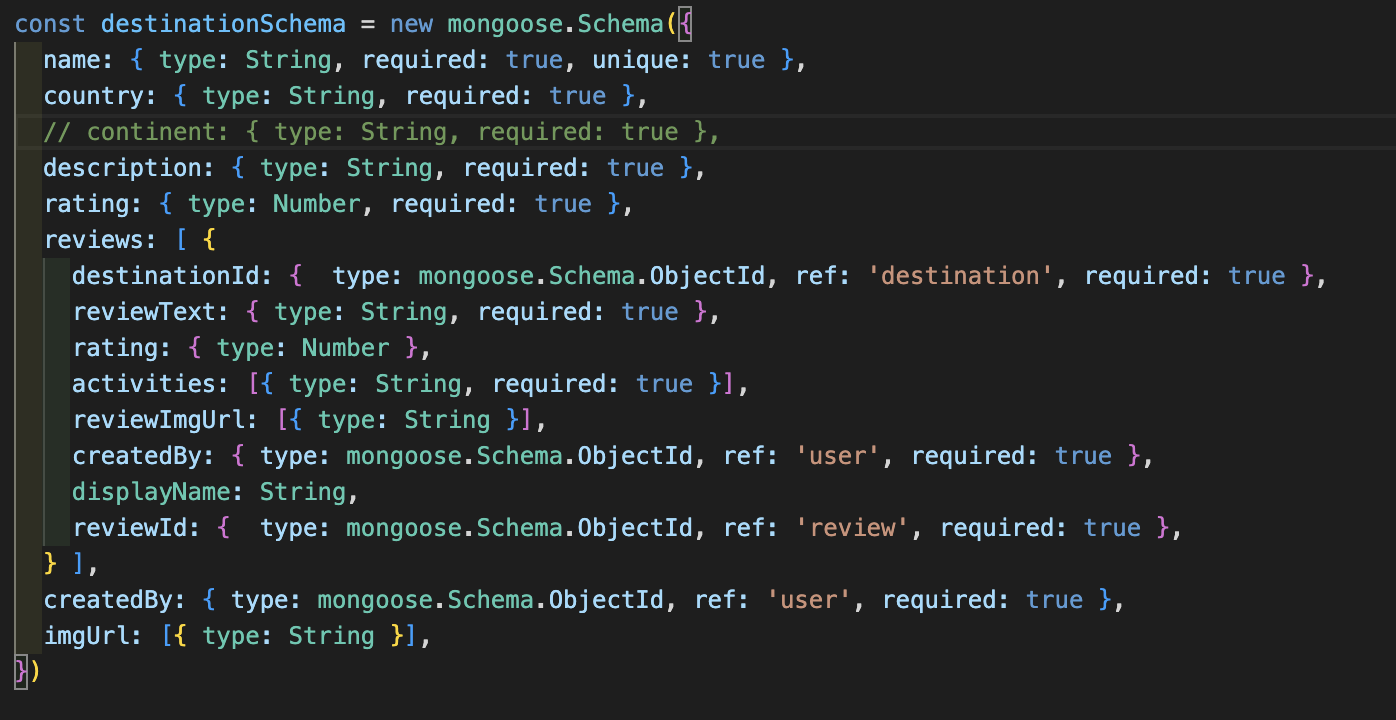 const destinationSchema = new mongoose.Schema({
  name: { type: String, required: true, unique: true },
  country: { type: String, required: true },
  // continent: { type: String, required: true },
  description: { type: String, required: true },
  rating: { type: Number, required: true },
  reviews: [ {
    destinationId: {  type: mongoose.Schema.ObjectId, ref: 'destination', required: true },
    reviewText: { type: String, required: true },
    rating: { type: Number },
    activities: [{ type: String, required: true }],
    reviewImgUrl: [{ type: String }],
    createdBy: { type: mongoose.Schema.ObjectId, ref: 'user', required: true },
    displayName: String,
    reviewId: {  type: mongoose.Schema.ObjectId, ref: 'review', required: true },
  } ],
  createdBy: { type: mongoose.Schema.ObjectId, ref: 'user', required: true },
  imgUrl: [{ type: String }],
})